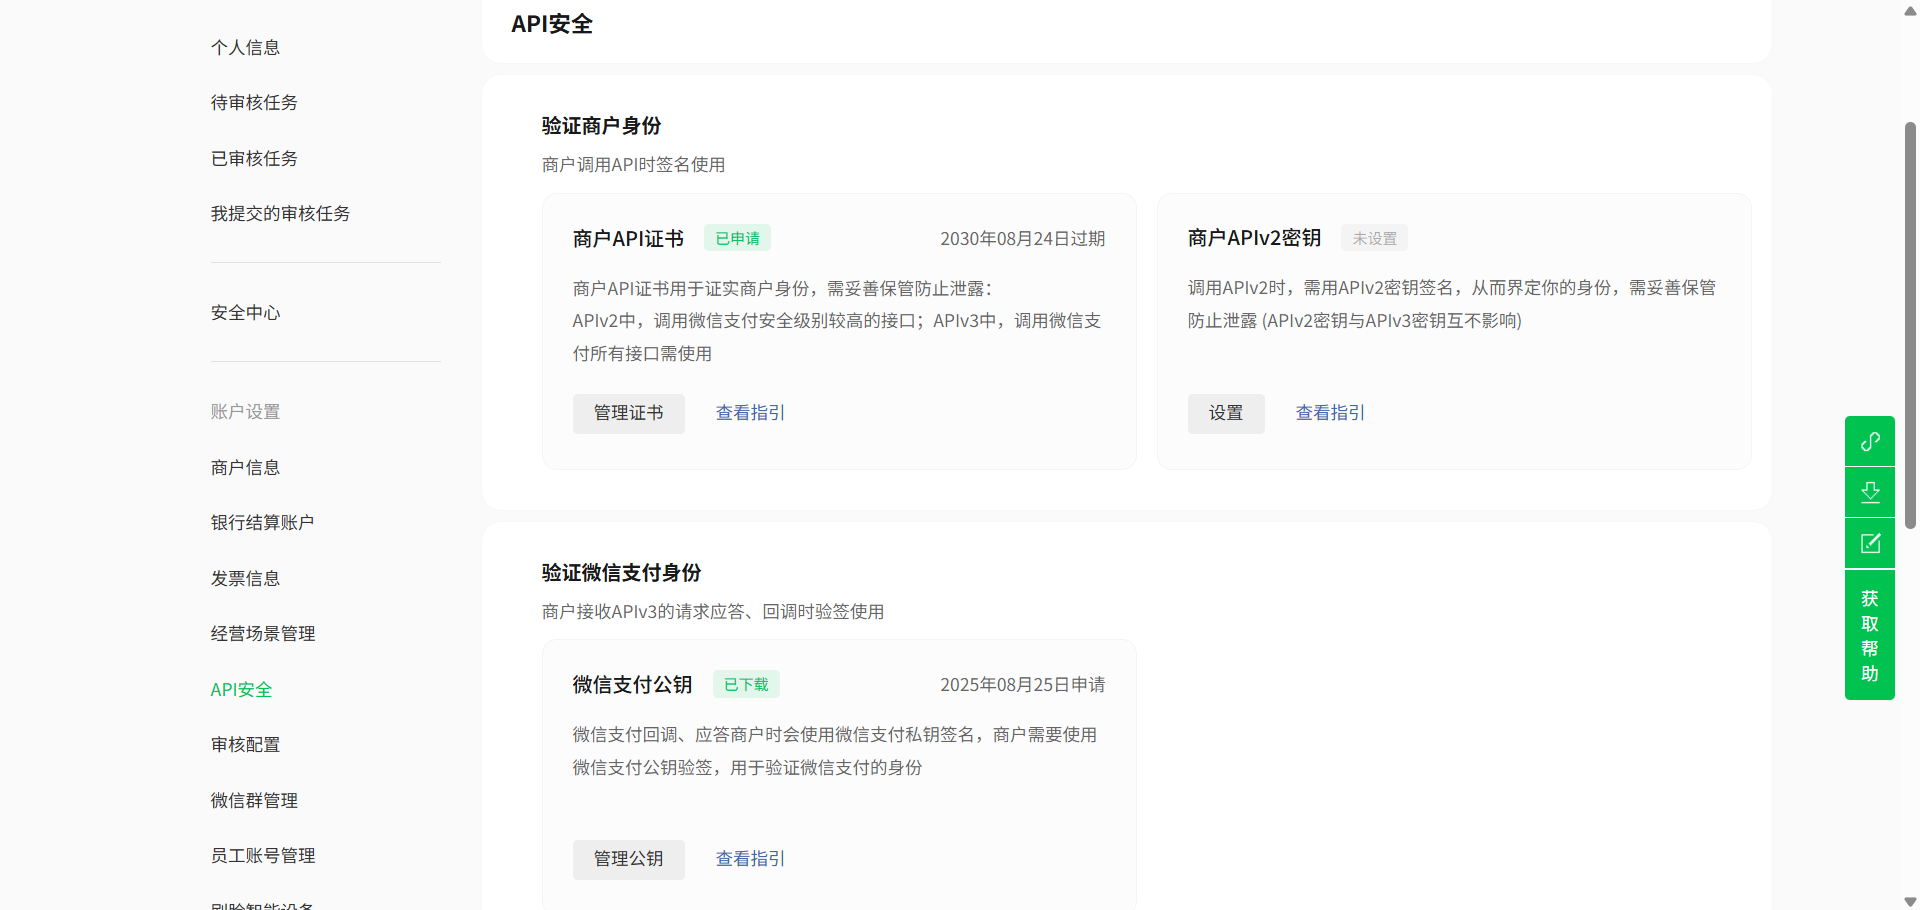 API安全
个人信息
待审核任务
已审核任务
我提交的审核任务
安全中心
账户设置
商户信息
银行结算账户
发票信息
经营场景管理
API安全
审核配置
微信群管理
员工账号管理
刷脸智能设备
验证商户身份
商户调用API时签名使用
商户API证书
已申请
2030年08月24日过期
商户API证书用于证实商户身份，需妥善保管防止泄露：
APIv2中，调用微信支付安全级别较高的接口；APIv3中，调用微信支
付所有接口需使用
管理证书
查看指引
商户APIv2密钥
未设置
调用APIv2时，需用APIv2密钥签名，从而界定你的身份，需妥善保管
防止泄露 (APIv2密钥与APIv3密钥互不影响)
设置
查看指引
验证微信支付身份
商户接收APIv3的请求应答、回调时验签使用
微信支付公钥
已下载
2025年08月25日申请
微信支付回调、应答商户时会使用微信支付私钥签名，商户需要使用
微信支付公钥验签，用于验证微信支付的身份
管理公钥
查看指引
获
取
帮
助